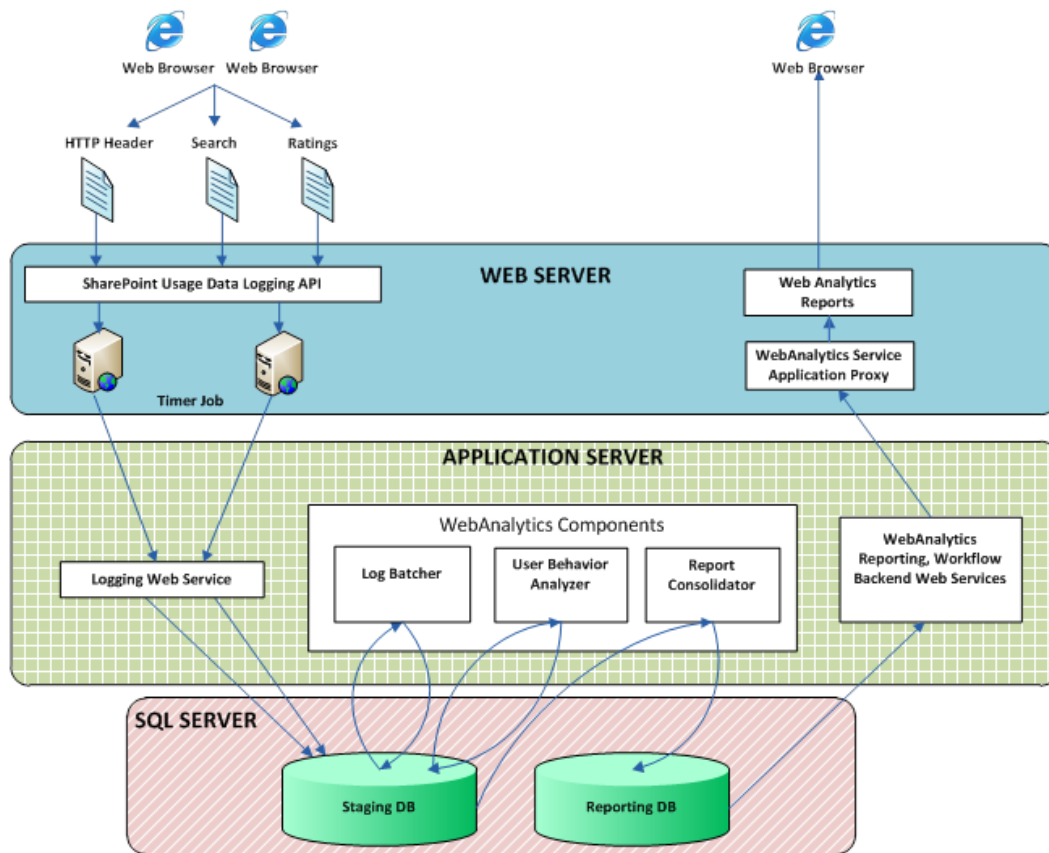 Web Browser
Web Browser
Web Browser
HTTP Header
Search
Ratings
WEB SERVER
SharePoint Usage Data Logging API
Web Analytics
Reports
WebAnalytics Service
Application Proxy
Timer Job
APPLICATION SERVER
WebAnalytics Components
Log Batcher
User Behavior
Analyzer
Report
Consolidator
WebAnalytics
Reporting, Workflow
Backend Web Services
Logging Web Service
SQL SERVER
Staging DB
Reporting DB